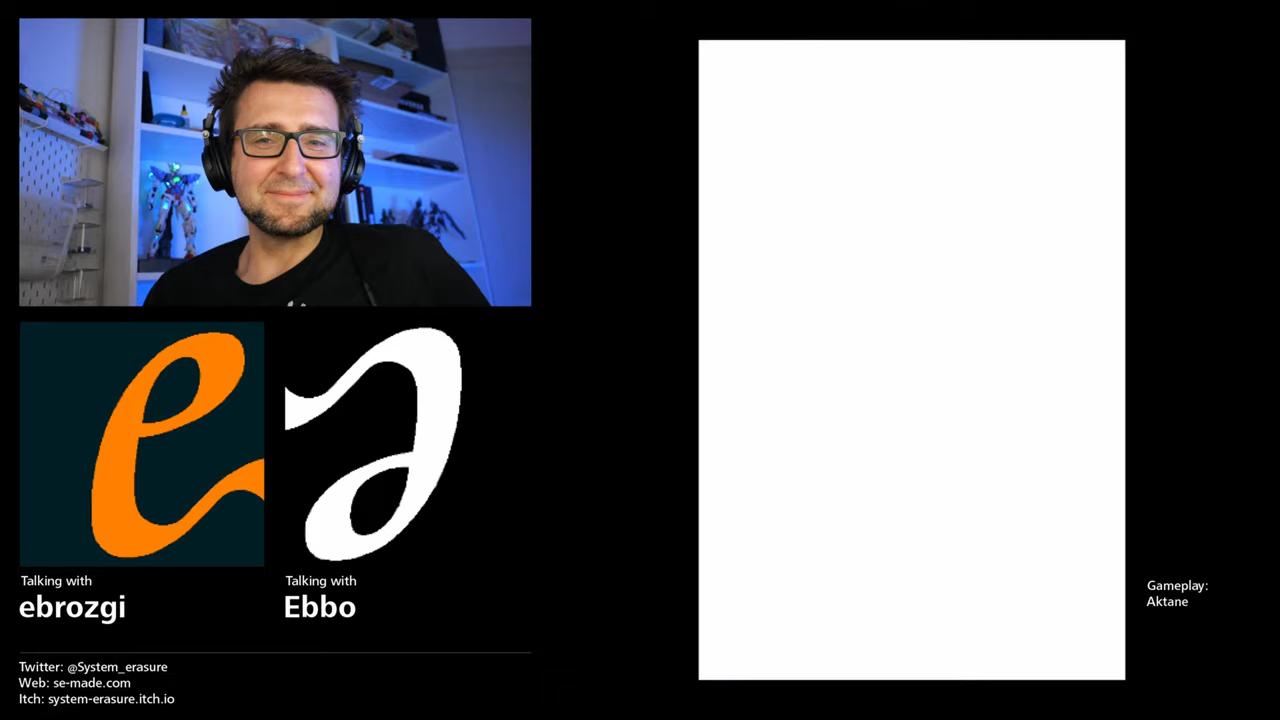 Talking with
ebrozgi
Talking with
Ebbo
Twitter: @System_erasure
Web: se-made.com
Itch: system-erasure.itch.io
Gameplay:
Aktane